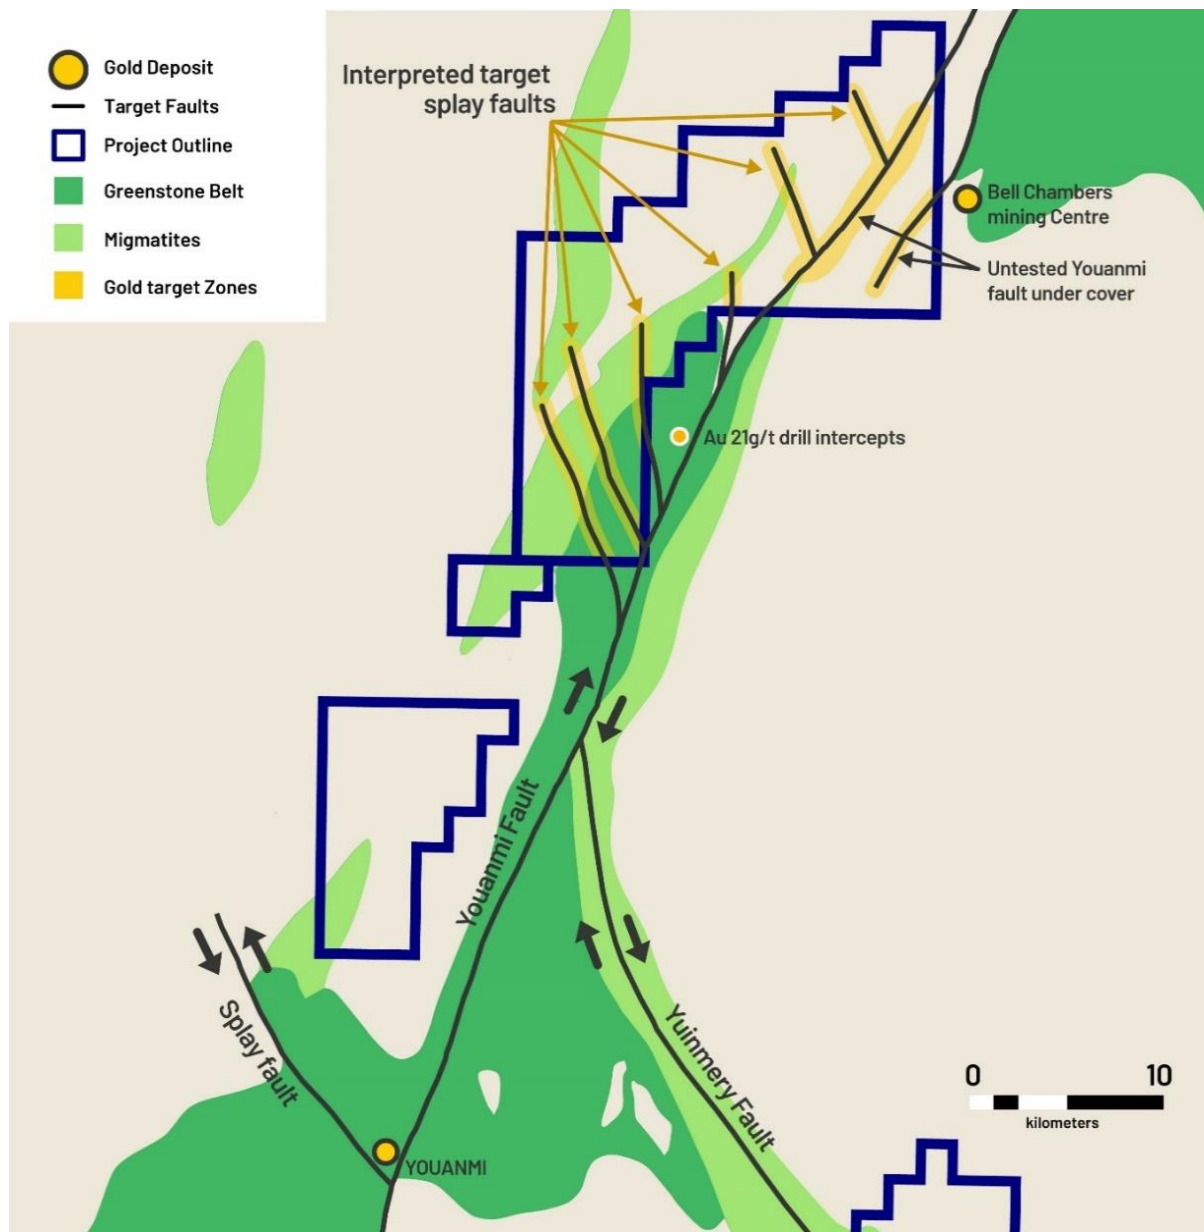 Gold Deposit
Target Faults
Project Outline
Greenstone Belt
Migmatites
Gold target Zones
Interpreted target
splay faults
Bell Chambers
mining Centre
Untested Youanmi
fault under cover
Au 21g/t drill intercepts
Youanmi Fault
Splay fault
Yuinmery Fault
YOUANMI
0 10
kilometers